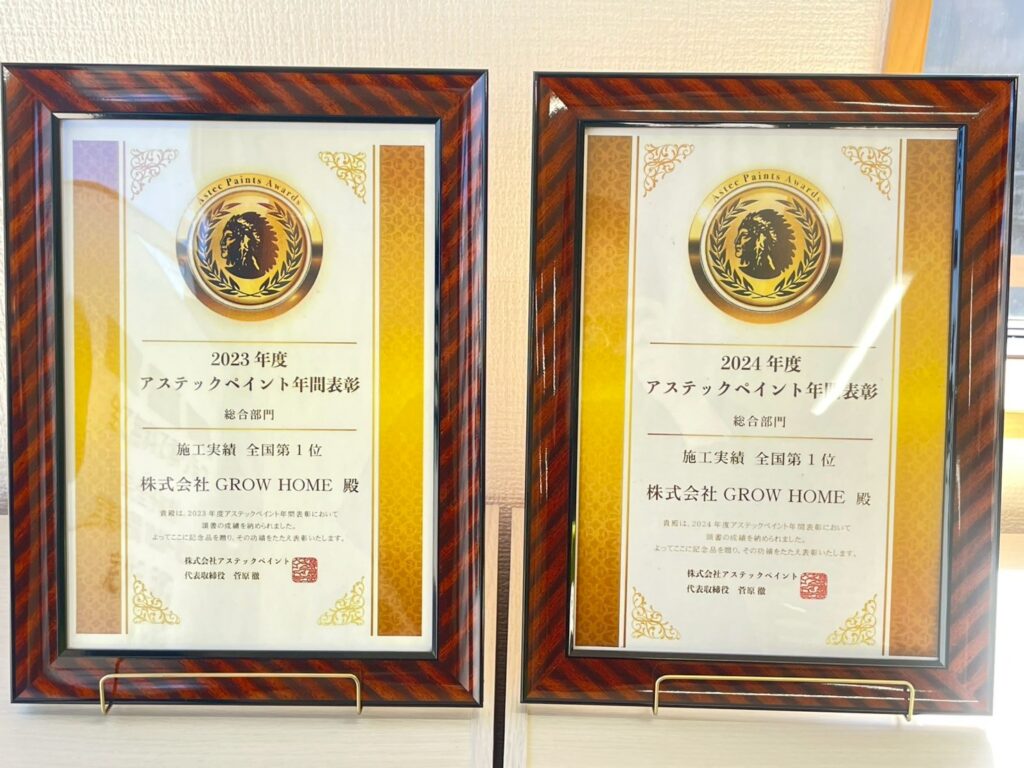 Astec Paints Awards
2023 年度
アステックペイント年間表彰
総合部門
施工実績 全国第 1 位
株式会社 GROW HOME 殿
貴殿は、2023 年度アステックペイント年間表彰において
頭書の成績を納められました。
よってここに記念品を贈り、その功績をたたえ表彰いたします。
株式会社アステックペイント
代表取締役 菅原 徹
Astec Paints Awards
2024 年度
アステックペイント年間表彰
総合部門
施工実績 全国第 1 位
株式会社 GROW HOME 殿
貴殿は、2024 年度アステックペイント年間表彰において
頭書の成績を納められました。
よってここに記念品を贈り、その功績をたたえ表彰いたします。
株式会社アステックペイント
代表取締役 菅原 徹